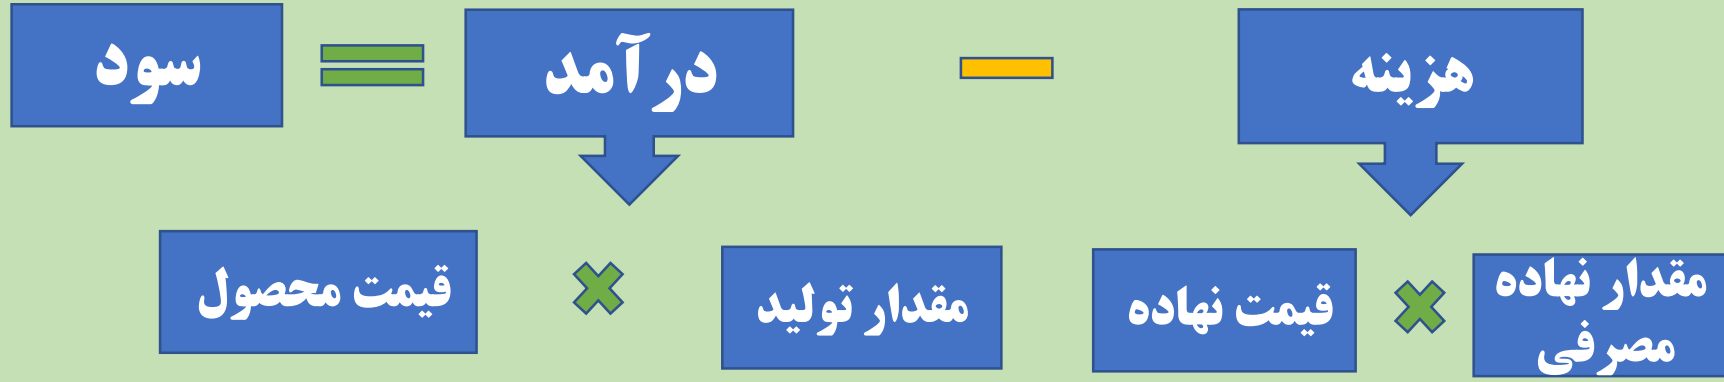 سود
درآمد
هزینه
قیمت محصول
مقدار تولید
قیمت نهاده
مقدار نهاده
مصرفی